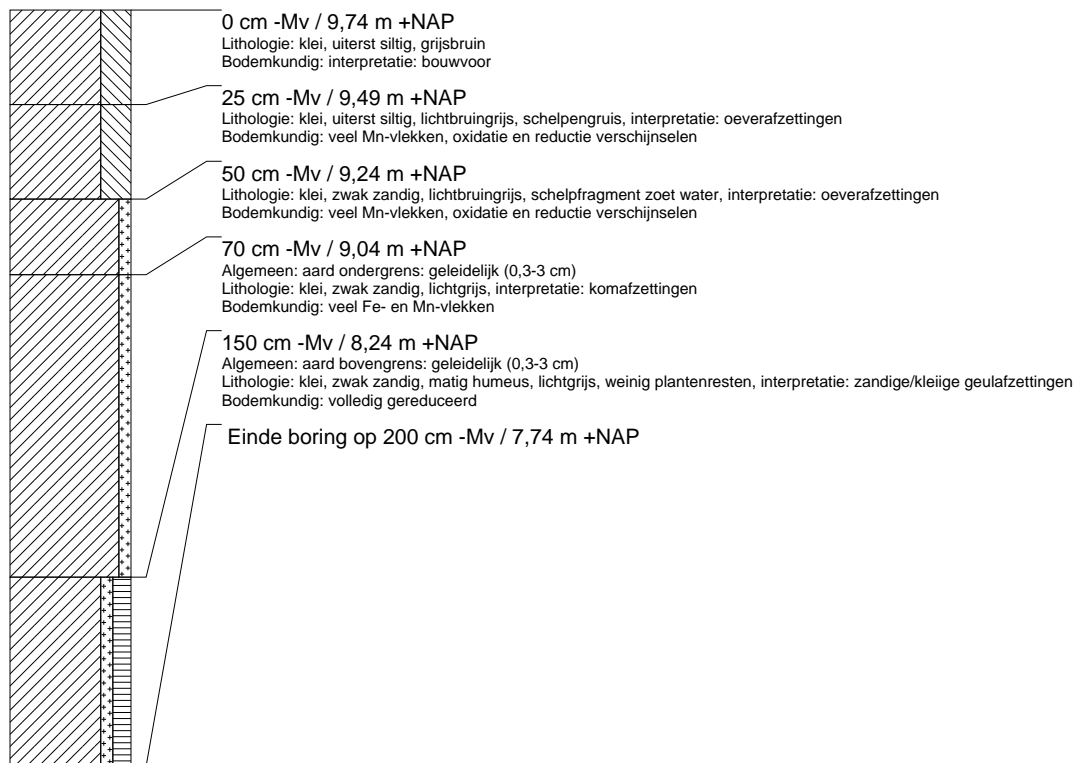 0 cm -Mv / 9,74 m +NAP
Lithologie: klei, uiterst siltig, grijsbruin
Bodemkundig: interpretatie: bouwvoor
25 cm -Mv / 9,49 m +NAP
Lithologie: klei, uiterst siltig, lichtbruingrijs, schelpengruis, interpretatie: oeverafzettingen
Bodemkundig: veel Mn-vlekken, oxidatie en reductie verschijnselen
50 cm -Mv / 9,24 m +NAP
Lithologie: klei, zwak zandig, lichtbruingrijs, schelpfragment zoet water, interpretatie: oeverafzettingen
Bodemkundig: veel Mn-vlekken, oxidatie en reductie verschijnselen
70 cm -Mv / 9,04 m +NAP
Algemeen: aard ondergrens: geleidelijk (0,3-3 cm)
Lithologie: klei, zwak zandig, lichtgrijs, interpretatie: komafzettingen
Bodemkundig: veel Fe- en Mn-vlekken
150 cm -Mv / 8,24 m +NAP
Algemeen: aard bovengrens: geleidelijk (0,3-3 cm)
Lithologie: klei, zwak zandig, matig humeus, lichtgrijs, weinig plantenresten, interpretatie: zandige/kleiige geulafzettingen
Bodemkundig: volledig gereduceerd
Einde boring op 200 cm -Mv / 7,74 m +NAP